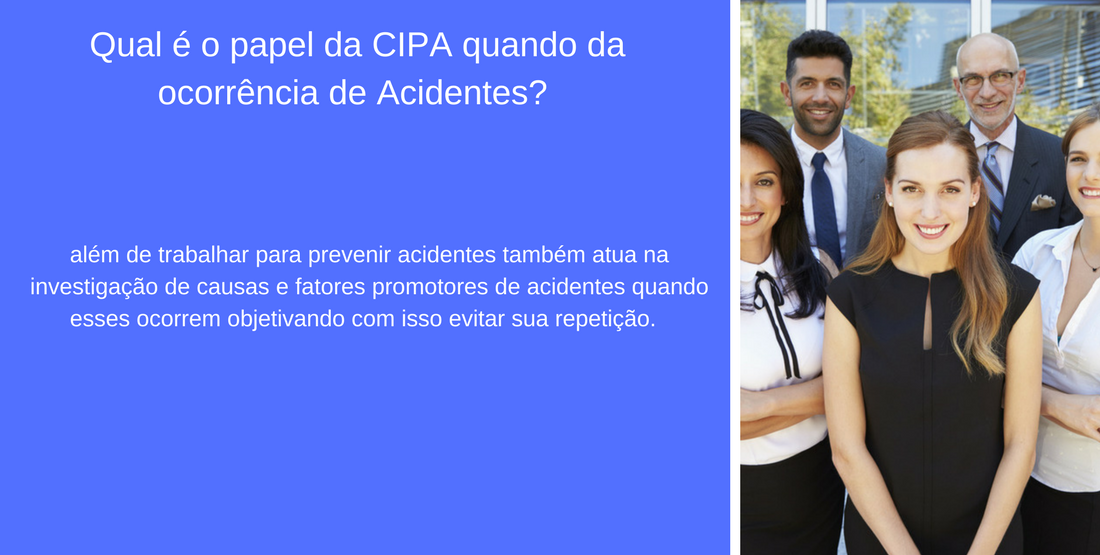 Qual é o papel da CIPA quando da
ocorrência de Acidentes?
além de trabalhar para prevenir acidentes também atua na
investigação de causas e fatores promotores de acidentes quando
esses ocorrem objetivando com isso evitar sua repetição.